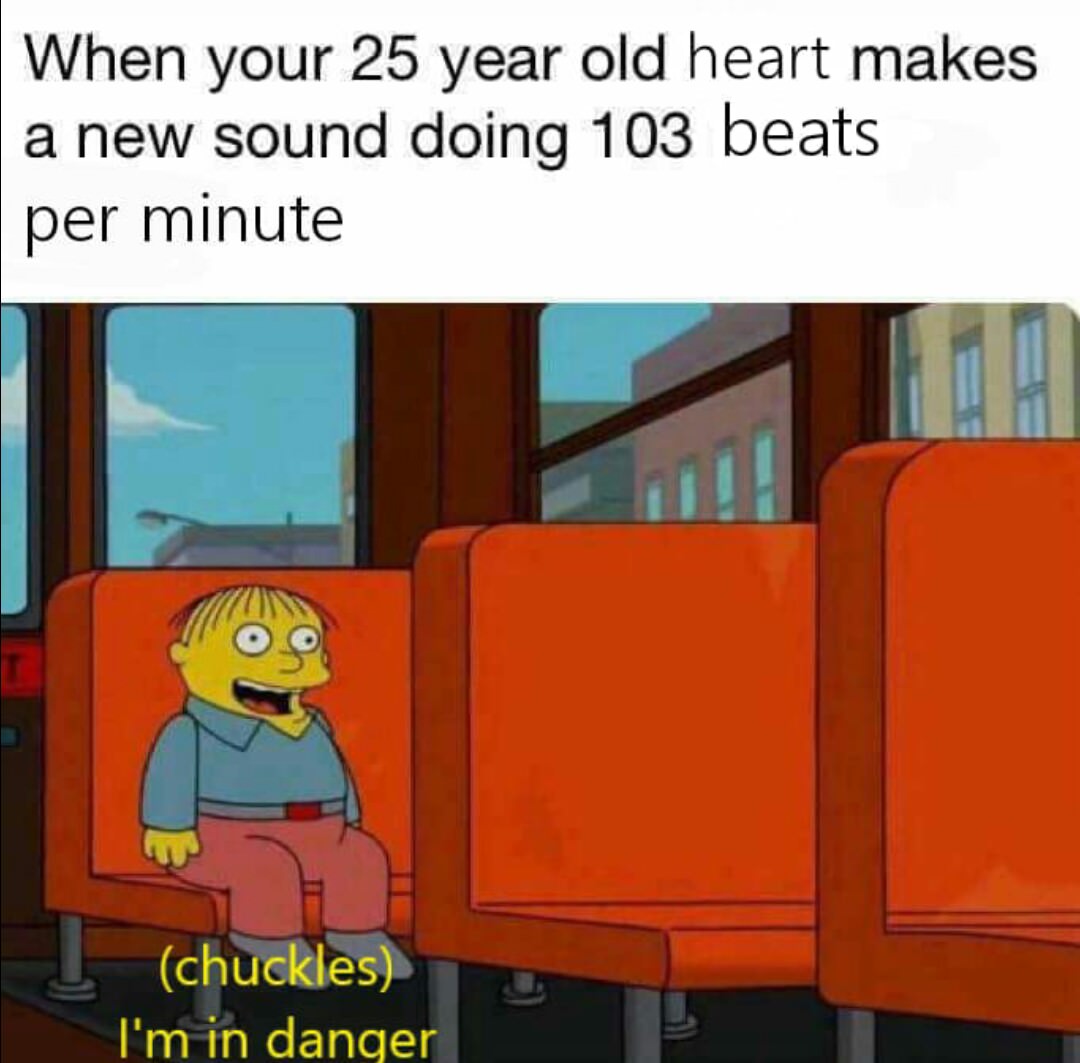 When your 25 year old heart makes
a new sound doing 103 beats
per minute
T
(chuckles)
I'm in danger